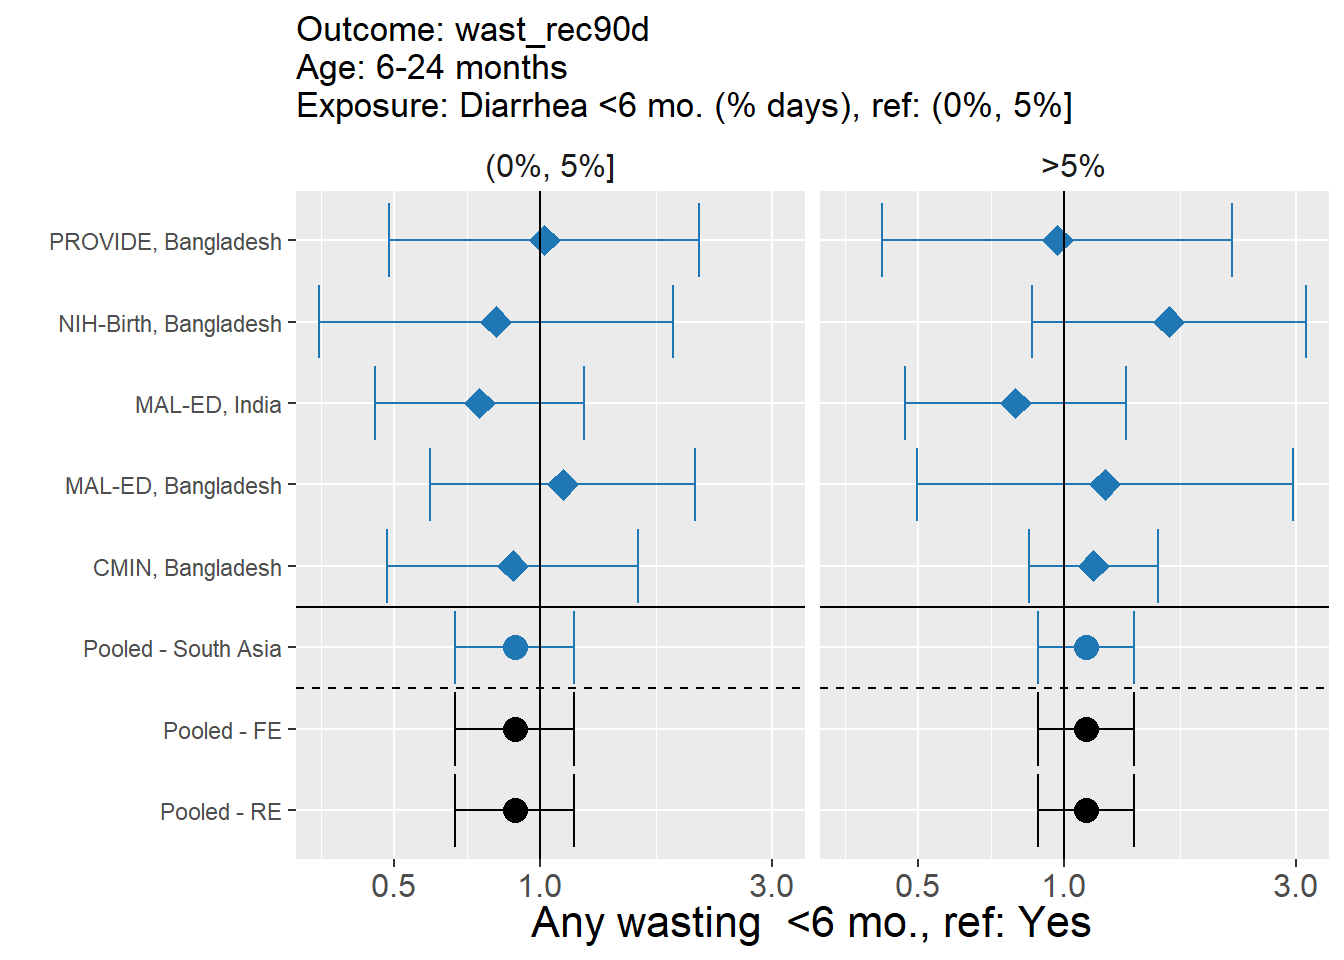 Outcome: wast_rec90d
Age: 6-24 months
Exposure: Diarrhea <6 mo. (% days), ref: (0%, 5%]
(0%, 5%] >5%
PROVIDE, Bangladesh
NIH-Birth, Bangladesh
MAL-ED, India
MAL-ED, Bangladesh
CMIN, Bangladesh
Pooled - South Asia
Pooled - FE
Pooled - RE
0.5 1.0 3.0 0.5 1.0 3.0
Any wasting  <6 mo., ref: Yes